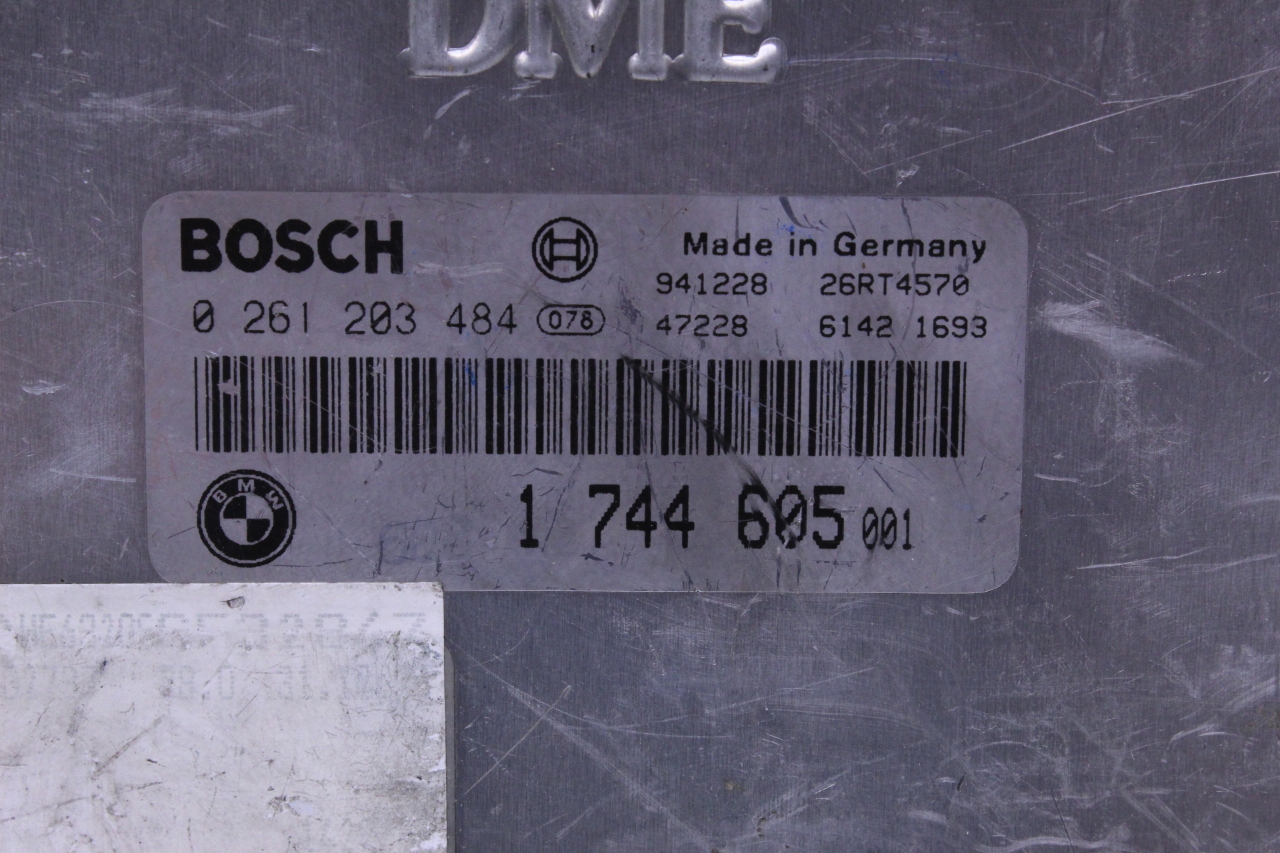 DME
BOSCH
Made in Germany
941228 26RT4570
0 261 203 484 078 47228 6142 1693
BMW
1 744 605 001